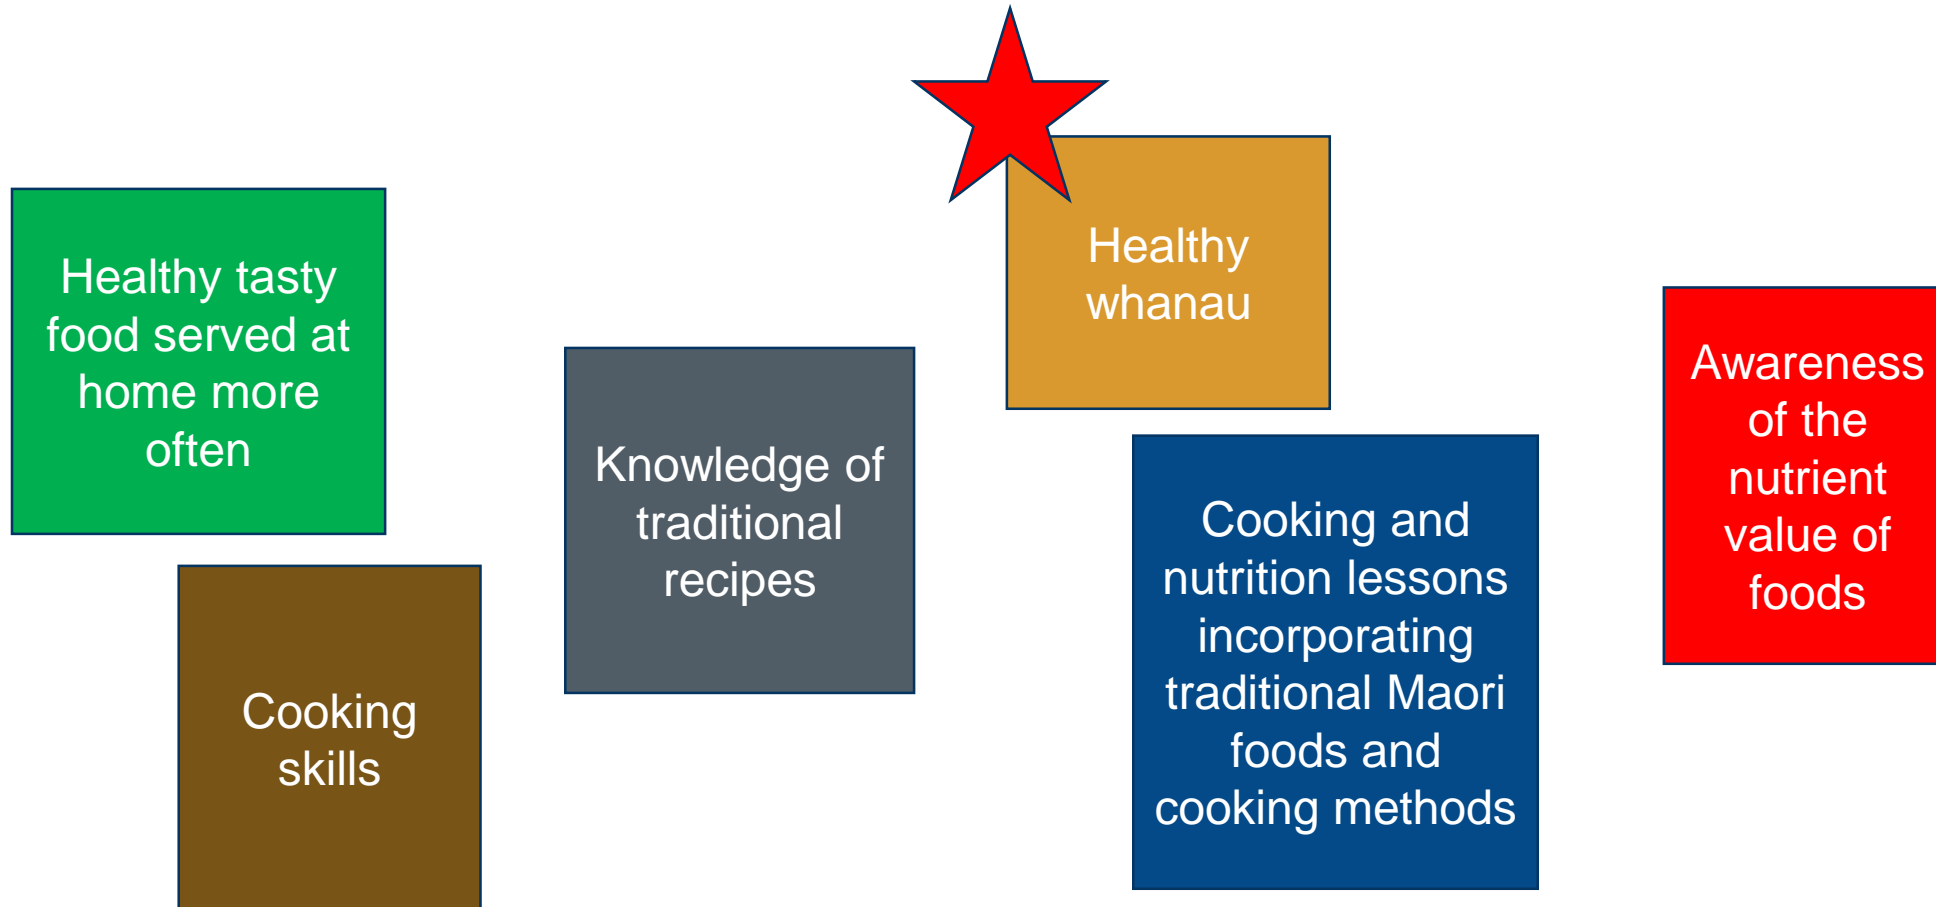 Healthy tasty
food served at
home more
often
Cooking
skills
Knowledge of
traditional
recipes
Healthy
whanau
Cooking and
nutrition lessons
incorporating
traditional Maori
foods and
cooking methods
Awareness
of the
nutrient
value of
foods